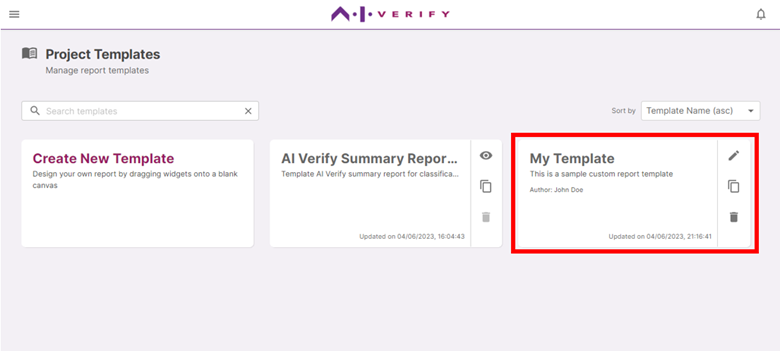 A·I·VERIFY
Project Templates
Manage report templates
Search templates
Sort by
Template Name (asc)
Create New Template
Design your own report by dragging widgets onto a blank
canvas
AI Verify Summary Repor...
Template AI Verify summary report for classifica...
Updated on 04/06/2023, 16:04:43
My Template
This is a sample custom report template
Author: John Doe
Updated on 04/06/2023, 21:16:41